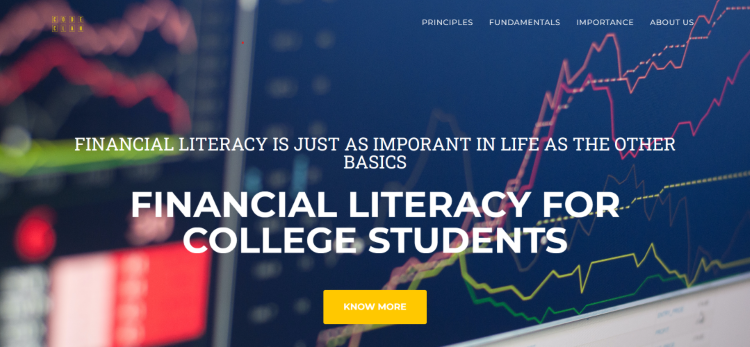 PRINCIPLES FUNDAMENTALS IMPORTANCE ABOUT US
FINANCIAL LITERACY IS JUST AS IMPORANT IN LIFE AS THE OTHER
BASICS
FINANCIAL LITERACY FOR
COLLEGE STUDENTS
KNOW MORE